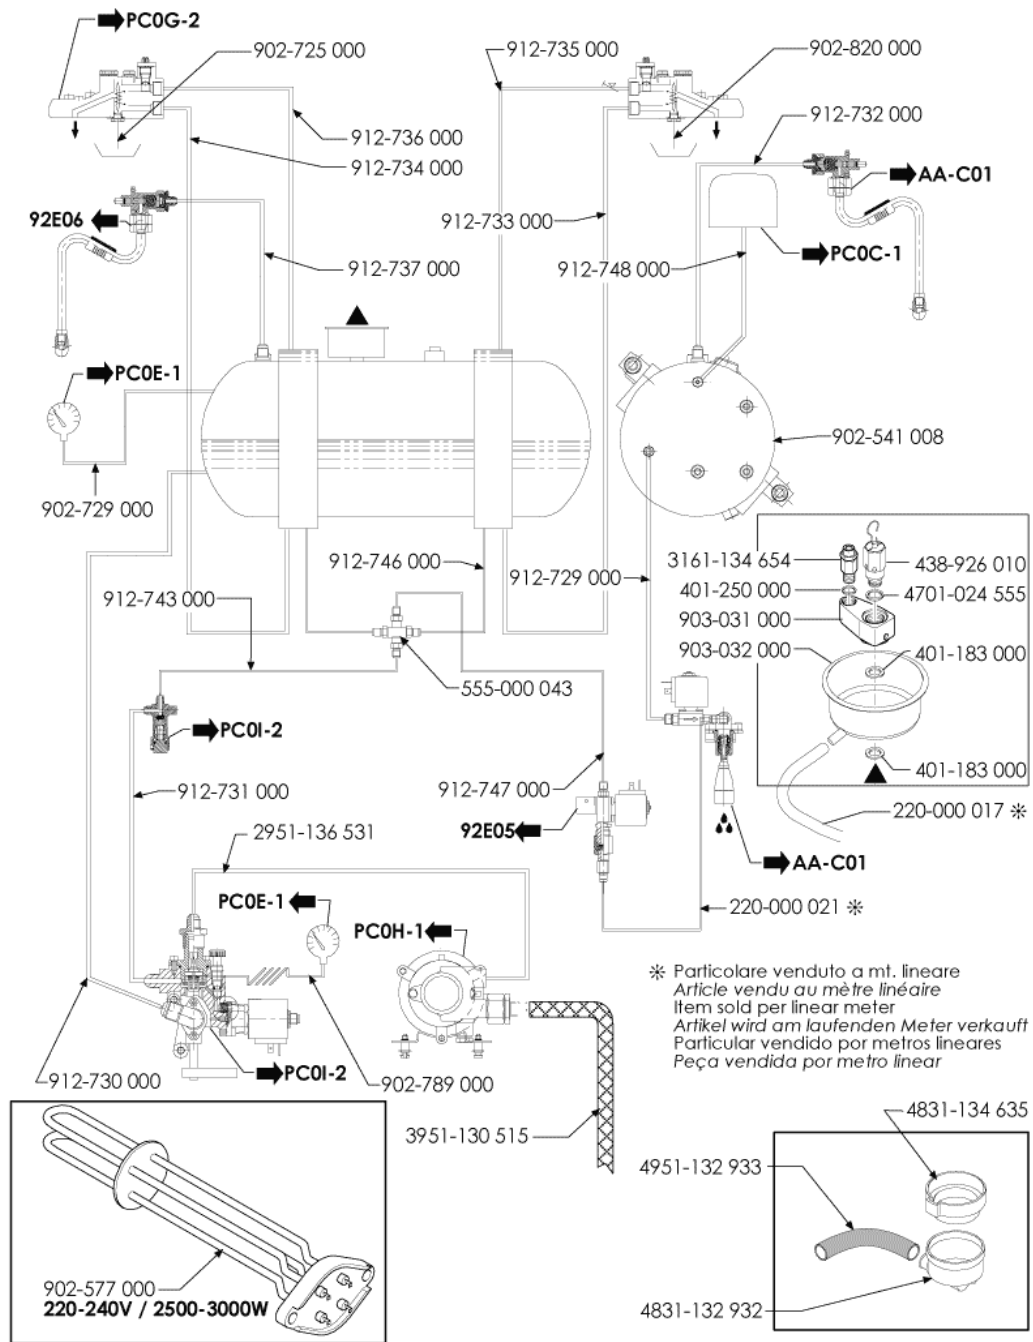 PC0G-2
902-725 000
912-735 000
902-820 000
912-736 000
912-734 000
912-732 000
AA-C01
92E06
912-733 000
912-737 000
912-748 000
PC0C-1
PC0E-1
902-541 008
902-729 000
912-746 000
912-729 000
912-743 000
3161-134 654
438-926 010
401-250 000
4701-024 555
903-031 000
903-032 000
401-183 000
555-000 043
PC0I-2
401-183 000
912-731 000
912-747 000
220-000 017 ※
2951-136 531
92E05
AA-C01
PC0E-1
PC0H-1
220-000 021 ※
※ Particolare venduto a mt. lineare
Article vendu au mètre linéaire
Item sold per linear meter
Artikel wird am laufenden Meter verkauft
Particular vendido por metros lineares
Peça vendida por metro linear
912-730 000
PC0I-2
902-789 000
3951-130 515
4831-134 635
4951-132 933
902-577 000
220-240V / 2500-3000W
4831-132 932